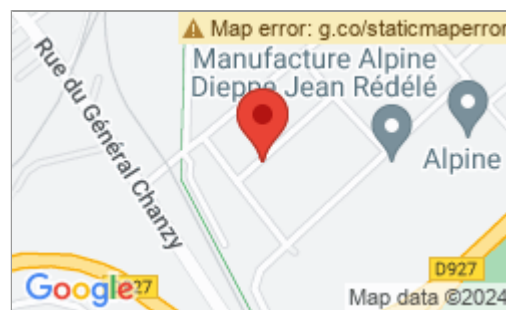 Map error: g.co/staticmaperror
Rue du Général Chanzy
Manufacture Alpine
Dieppe Jean Rédélé
Alpine
D927
Google
27
Map data ©2024